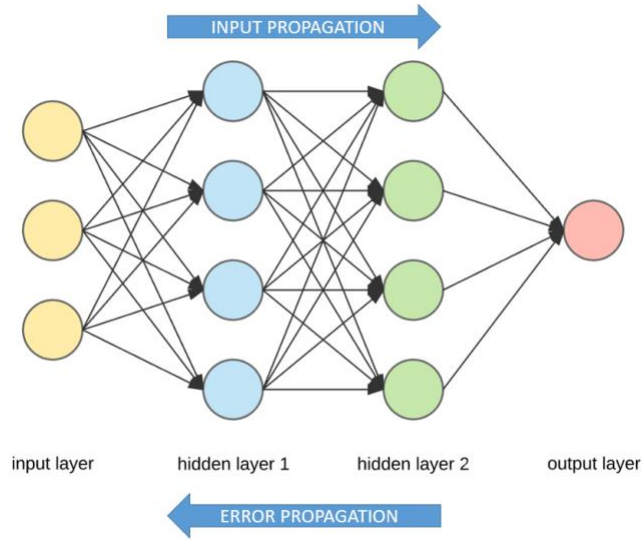 INPUT PROPAGATION
input layer
hidden layer 1
hidden layer 2
output layer
ERROR PROPAGATION